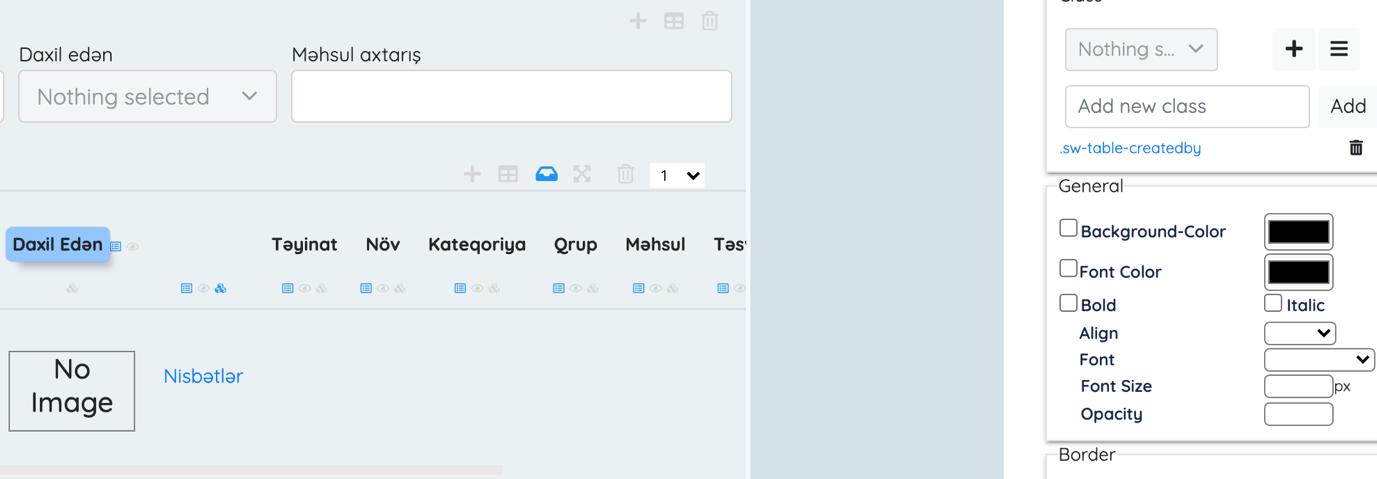 Daxil edən
Məhsul axtarış
Nothing selected
1
Daxil Edən
Təyinat
Növ
Kateqoriya
Qrup
Məhsul
No
Image
Nisbətlər
Nothing s...
Add new class
Add
.sw-table-createdby
General
Background-Color
Font Color
Bold
Italic
Align
Font
Font Size
px
Opacity
Border